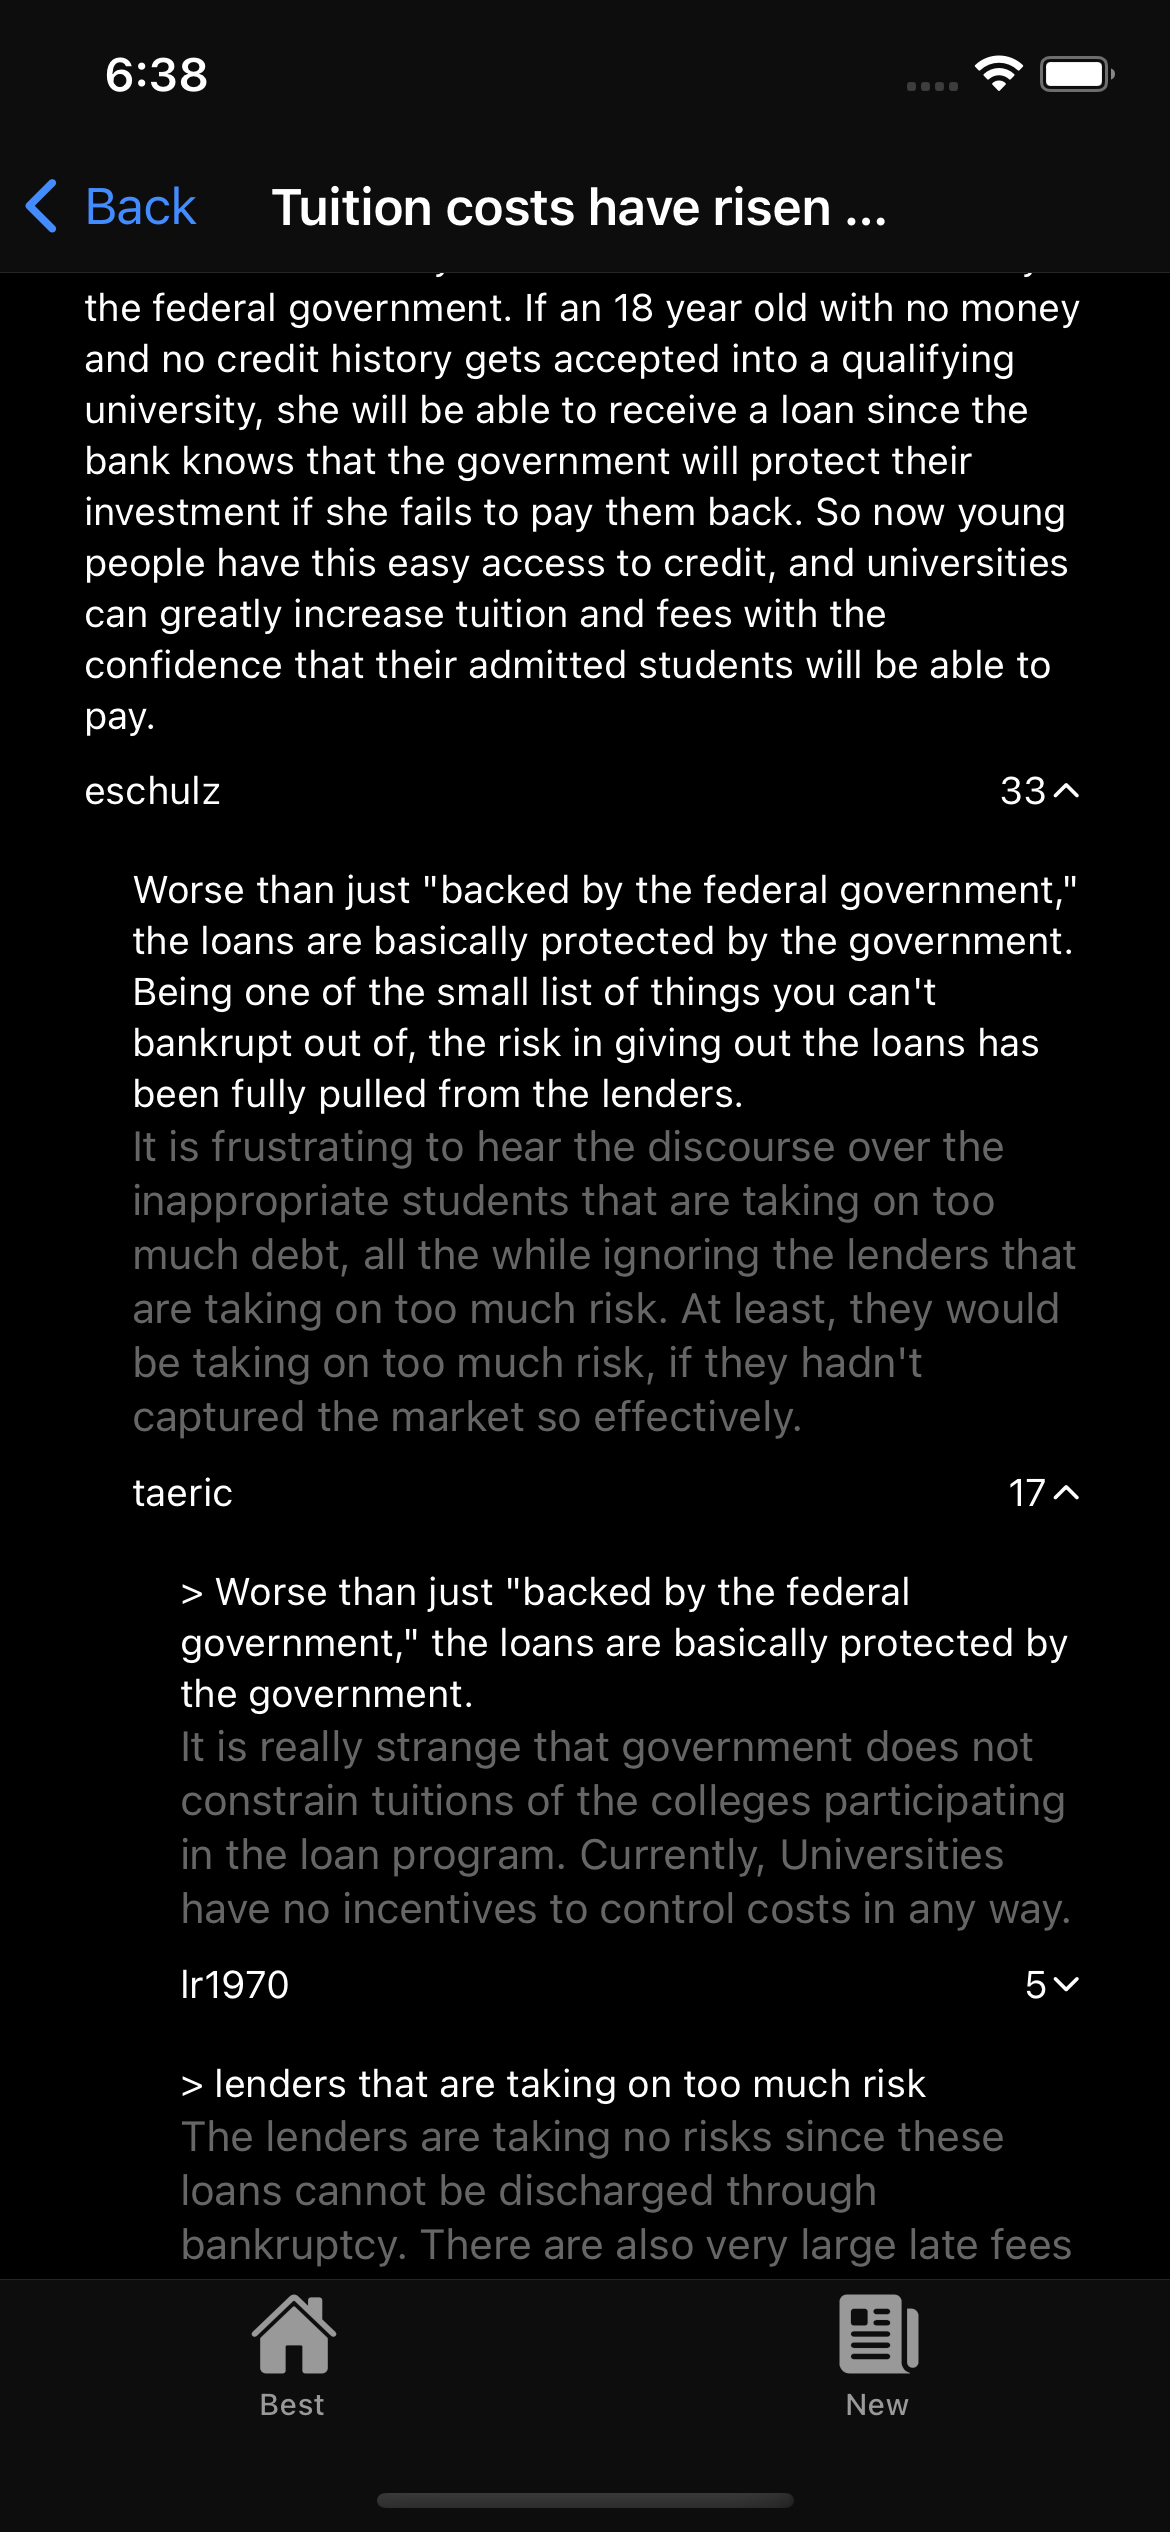 6:38
Back
Tuition costs have risen ...
the federal government. If an 18 year old with no money
and no credit history gets accepted into a qualifying
university, she will be able to receive a loan since the
bank knows that the government will protect their
investment if she fails to pay them back. So now young
people have this easy access to credit, and universities
can greatly increase tuition and fees with the
confidence that their admitted students will be able to
pay.
eschulz 33
Worse than just "backed by the federal government,"
the loans are basically protected by the government.
Being one of the small list of things you can't
bankrupt out of, the risk in giving out the loans has
been fully pulled from the lenders.
It is frustrating to hear the discourse over the
inappropriate students that are taking on too
much debt, all the while ignoring the lenders that
are taking on too much risk. At least, they would
be taking on too much risk, if they hadn't
captured the market so effectively.
taeric 17
> Worse than just "backed by the federal
government," the loans are basically protected by
the government.
It is really strange that government does not
constrain tuitions of the colleges participating
in the loan program. Currently, Universities
have no incentives to control costs in any way.
lr1970 5
> lenders that are taking on too much risk
The lenders are taking no risks since these
loans cannot be discharged through
bankruptcy. There are also very large late fees
Best
New